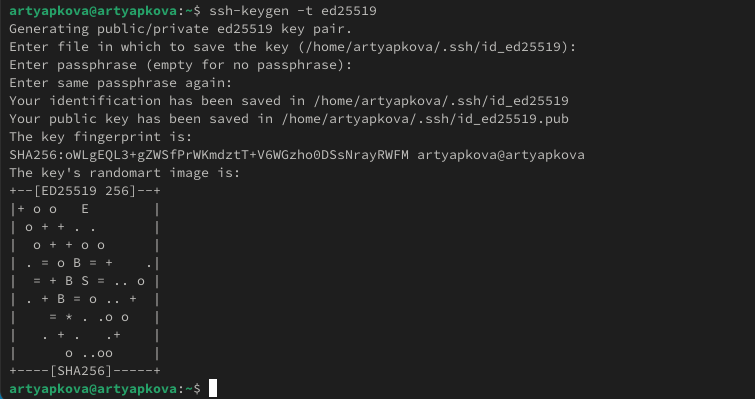 artyapkova@artyapkova:~$ ssh-keygen -t ed25519
Generating public/private ed25519 key pair.
Enter file in which to save the key (/home/artyapkova/.ssh/id_ed25519):
Enter passphrase (empty for no passphrase):
Enter same passphrase again:
Your identification has been saved in /home/artyapkova/.ssh/id_ed25519
Your public key has been saved in /home/artyapkova/.ssh/id_ed25519.pub
The key fingerprint is:
SHA256:oWLgEQL3+gZWSfPrWKmdztT+V6WGzho0DSsNrayRWFM artyapkova@artyapkova
The key's randomart image is:
+--[ED25519 256]--+
|+ o o   E        |
| o + + . .       |
|  o + + o o      |
| . = o B = +    .|
|  = + B S = .. o |
| . + B = o .. +  |
|    = * . .o o   |
|   . + .   .+    |
|      o ..oo     |
+----[SHA256]-----+
artyapkova@artyapkova:~$